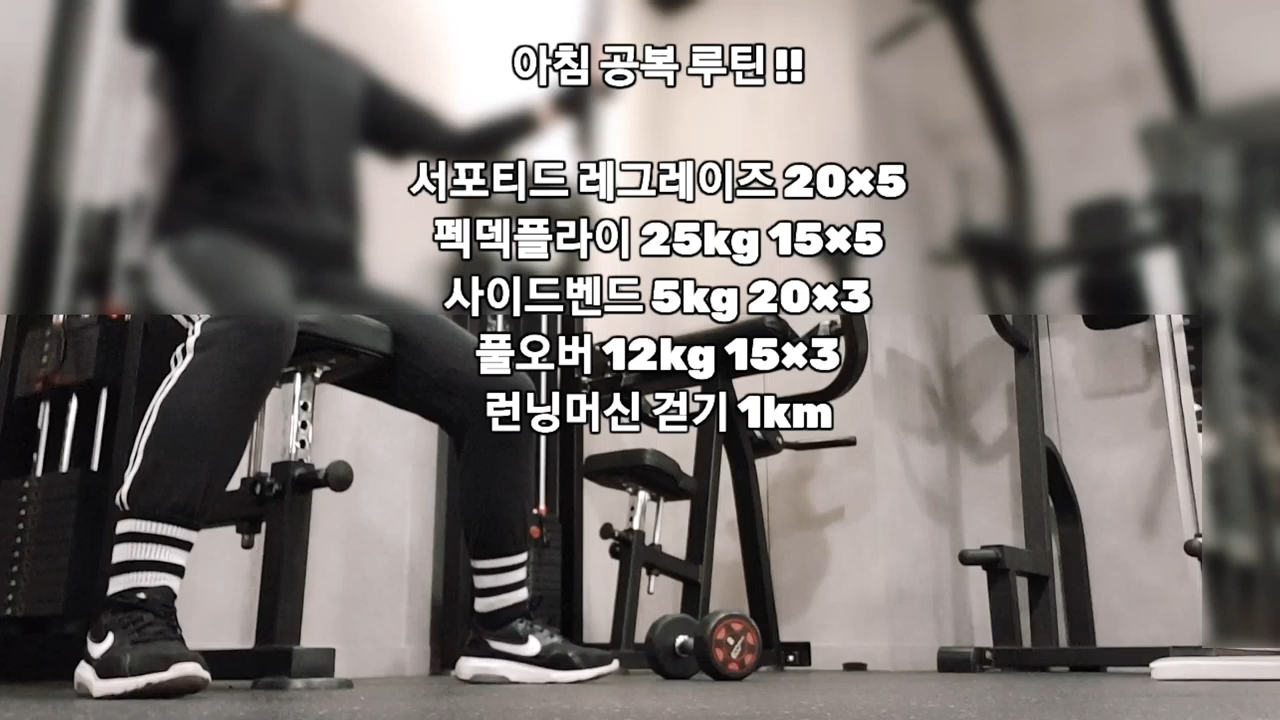 아침 공복 루틴 !!
서포티드 레그레이즈 20×5
펙덱플라이 25kg 15×5
사이드벤드 5kg 20×3
풀오버 12kg 15×3
런닝머신 걷기 1km